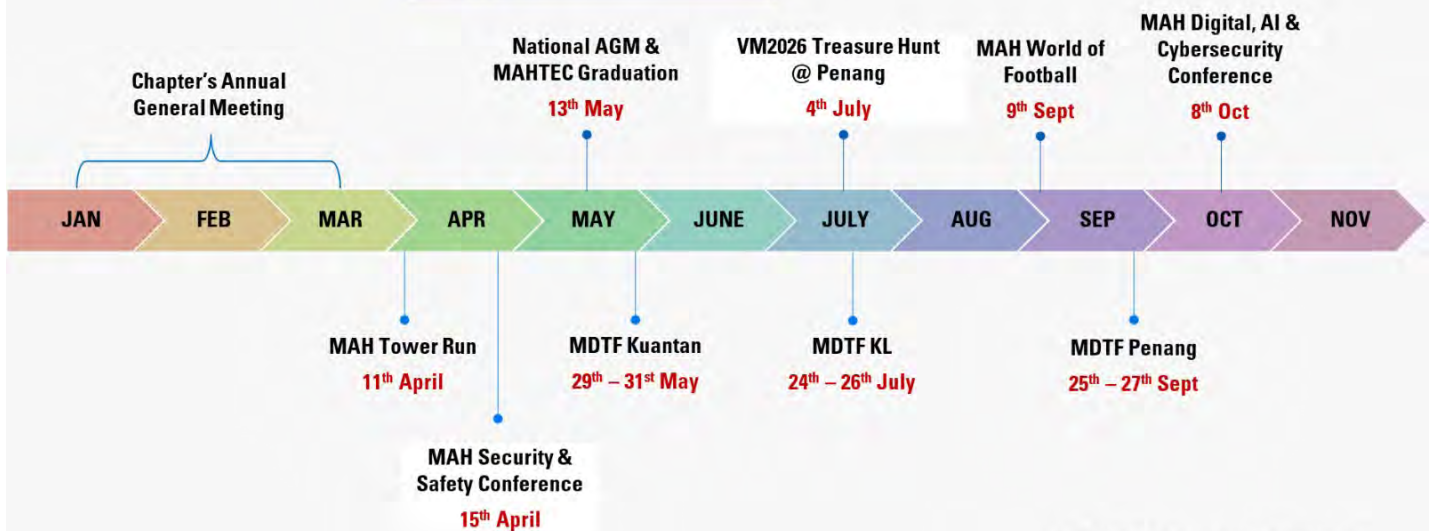 Chapter's Annual
General Meeting
National AGM &
MAHTEC Graduation
13th May
VM2026 Treasure Hunt
@ Penang
4th July
MAH World of
Football
9th Sept
MAH Digital, AI &
Cybersecurity
Conference
8th Oct
JAN FEB MAR APR MAY JUNE JULY AUG SEP OCT NOV
MAH Tower Run
11th April
MAH Security &
Safety Conference
15th April
MDTF Kuantan
29th – 31st May
MDTF KL
24th – 26th July
MDTF Penang
25th – 27th Sept